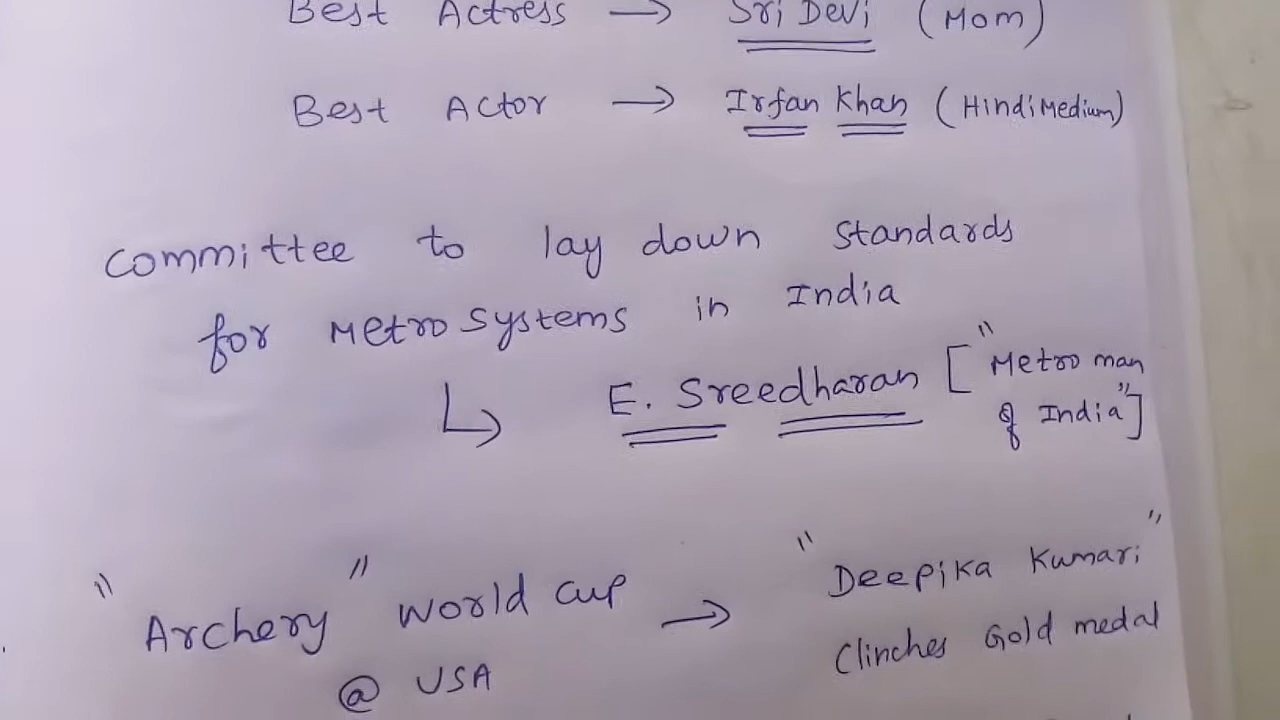 Best Actress → Sri Devi (Mom)
Best Actor → Irfan Khan (Hindi Medium)
Committee to lay down Standards
for Metro Systems in India
↳ E. Sreedharan ["Metro man
of India"]
"Archery" World Cup → "Deepika Kumari"
@ USA Clinches Gold medal